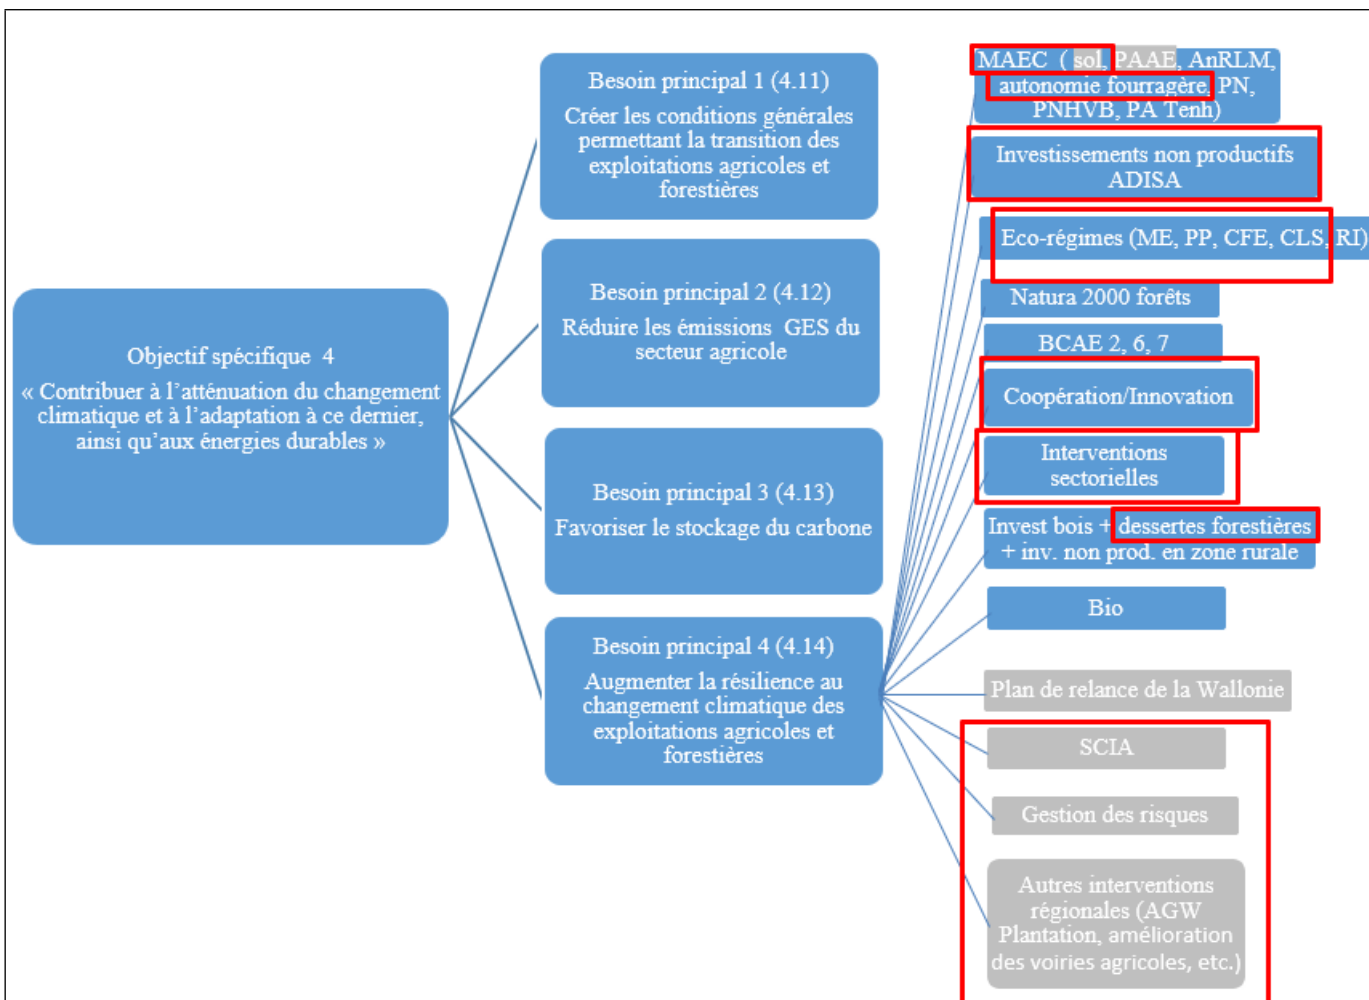 Objectif spécifique 4
« Contribuer à l’atténuation du changement
climatique et à l’adaptation à ce dernier,
ainsi qu’aux énergies durables »
Besoin principal 1 (4.11)
Créer les conditions générales
permettant la transition des
exploitations agricoles et
forestières
Besoin principal 2 (4.12)
Réduire les émissions GES du
secteur agricole
Besoin principal 3 (4.13)
Favoriser le stockage du carbone
Besoin principal 4 (4.14)
Augmenter la résilience au
changement climatique des
exploitations agricoles et
forestières
MAEC ( sol, PAAE, AnRLM,
autonomie fourragère, PN,
PNHVB, PA Tenh)
Investissements non productifs
ADISA
Eco-régimes (ME, PP, CFE, CLS, RI)
Natura 2000 forêts
BCAE 2, 6, 7
Coopération/Innovation
Interventions
sectorielles
Invest bois + dessertes forestières
+ inv. non prod. en zone rurale
Bio
Plan de relance de la Wallonie
SCIA
Gestion des risques
Autres interventions
régionales (AGW
Plantation, amélioration
des voiries agricoles, etc.)